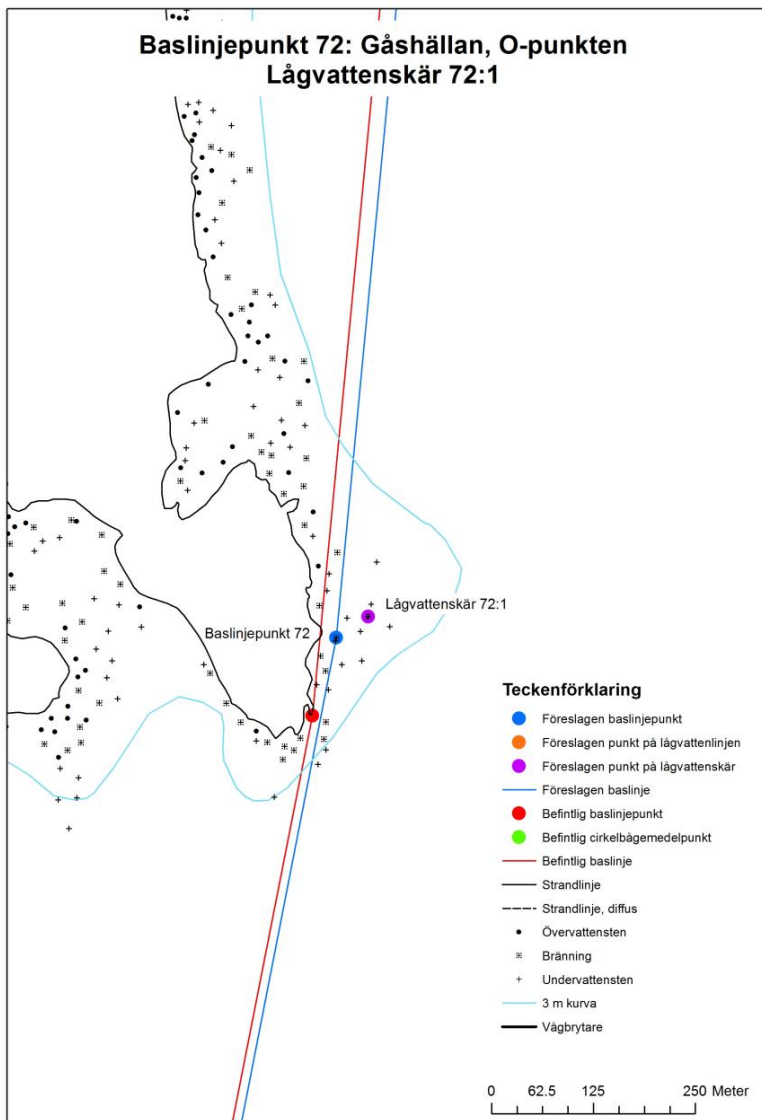 Baslinjepunkt 72: Gåshällan, O-punkten
Lågvattenskär 72:1
Lågvattenskär 72:1
Baslinjepunkt 72
Teckenförklaring
Föreslagen baslinjepunkt
Föreslagen punkt på lågvattenlinjen
Föreslagen punkt på lågvattenskär
Föreslagen baslinje
Befintlig baslinjepunkt
Befintlig cirkelbågemedelpunkt
Befintlig baslinje
Strandlinje
Strandlinje, diffus
Övervattensten
Bränning
Undervattensten
3 m kurva
Vågbrytare
0 62.5 125 250 Meter